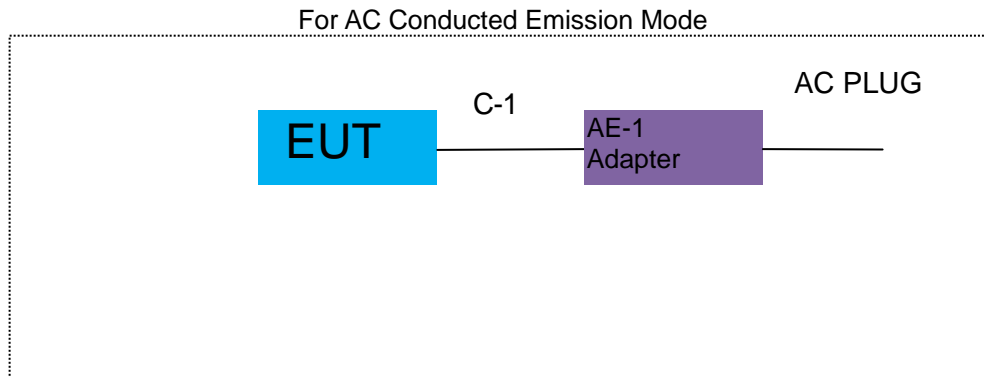 For AC Conducted Emission Mode
AC PLUG
C-1
EUT
AE-1
Adapter